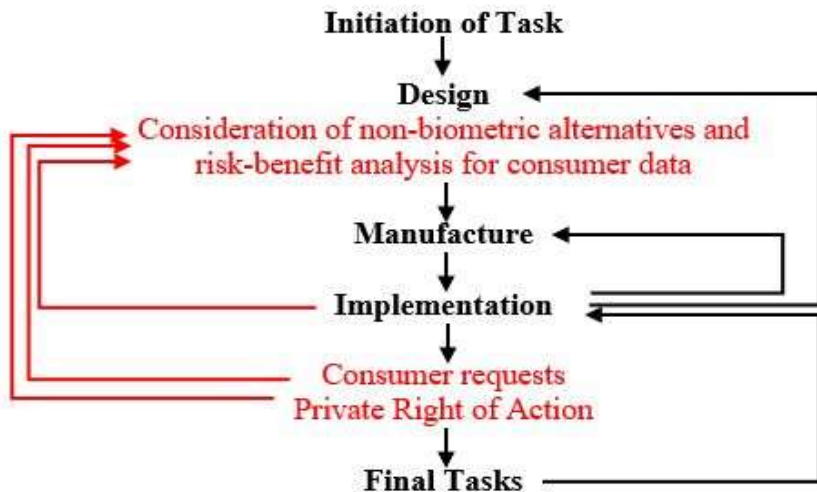 Initiation of Task
Design
Consideration of non-biometric alternatives and
risk-benefit analysis for consumer data
Manufacture
Implementation
Consumer requests
Private Right of Action
Final Tasks